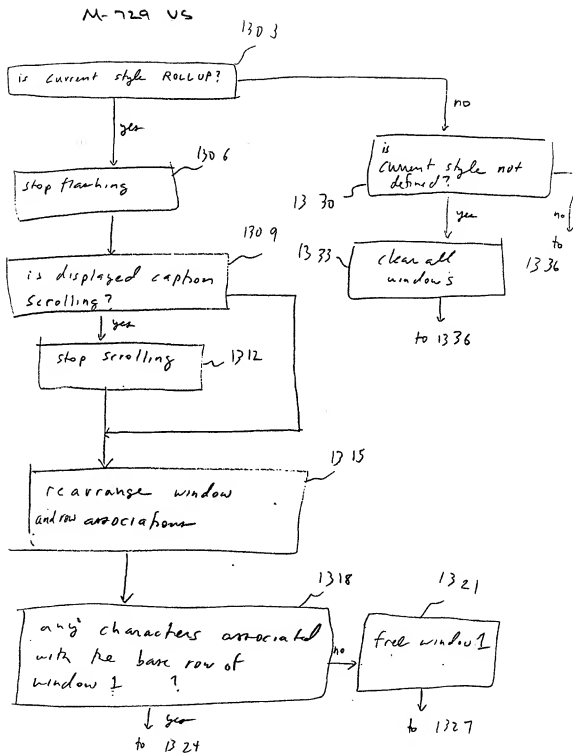 M-729 US
1303
is current style ROLLUP?
no
yes
1306
stop flashing
is
current style not
defined?
1330
yes
no
to
1336
1309
is displayed caption
scrolling?
1333
clear all
windows
to 1336
yes
stop scrolling
1312
1315
rearrange window
and row associations
1318
any characters associated
with the base row of
window 1 ?
no
1321
free window 1
yes
to 1324
to 1327